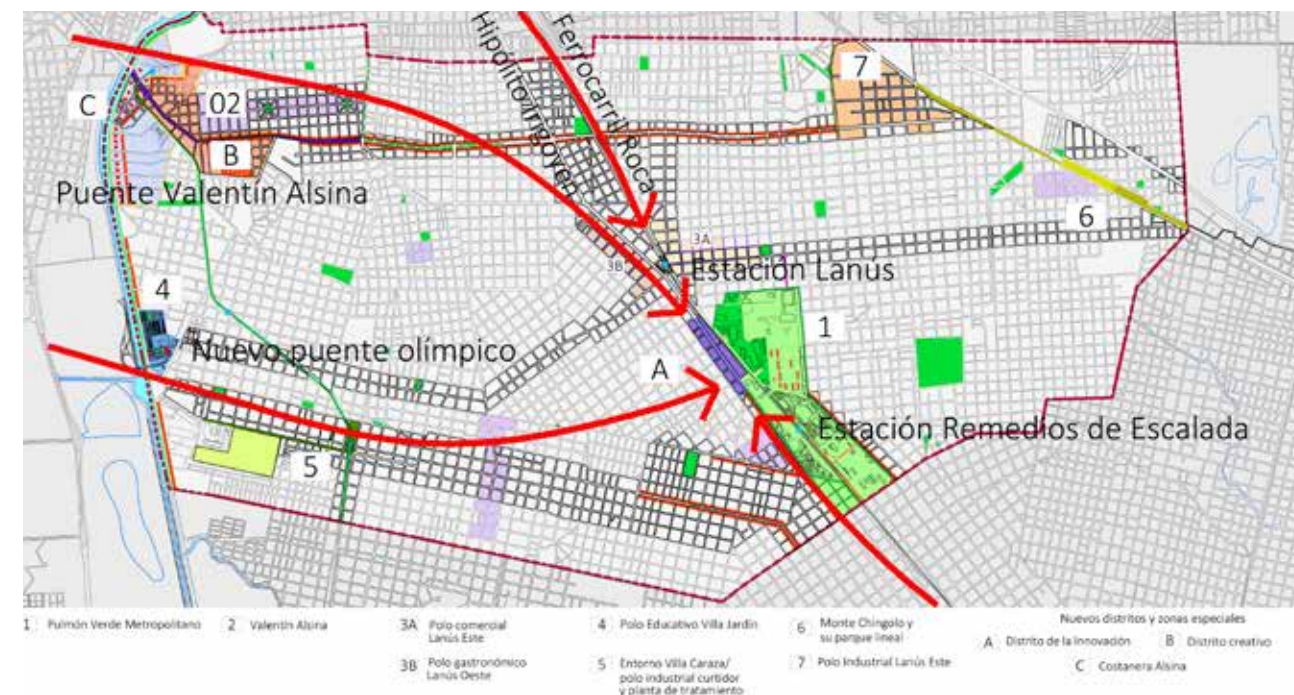 Hipólito Irigoyen
Ferrocarril Roca
7
C
02
B
Puente Valentín Alsina
6
3A
3B
Estación Lanús
4
1
Nuevo puente olímpico
A
Estación Remedios de Escalada
5
1 Pulmón Verde Metropolitano
2 Valentín Alsina
3A Polo comercial
Lanús Este
3B Polo gastronómico
Lanús Oeste
4 Polo Educativo Villa Jardín
5 Entorno Villa Caraza/
polo industrial curtidor
y planta de tratamiento
6 Monte Chingolo y
su parque lineal
7 Polo Industrial Lanús Este
Nuevos distritos y zonas especiales
A Distrito de la Innovación
B Distrito creativo
C Costanera Alsina